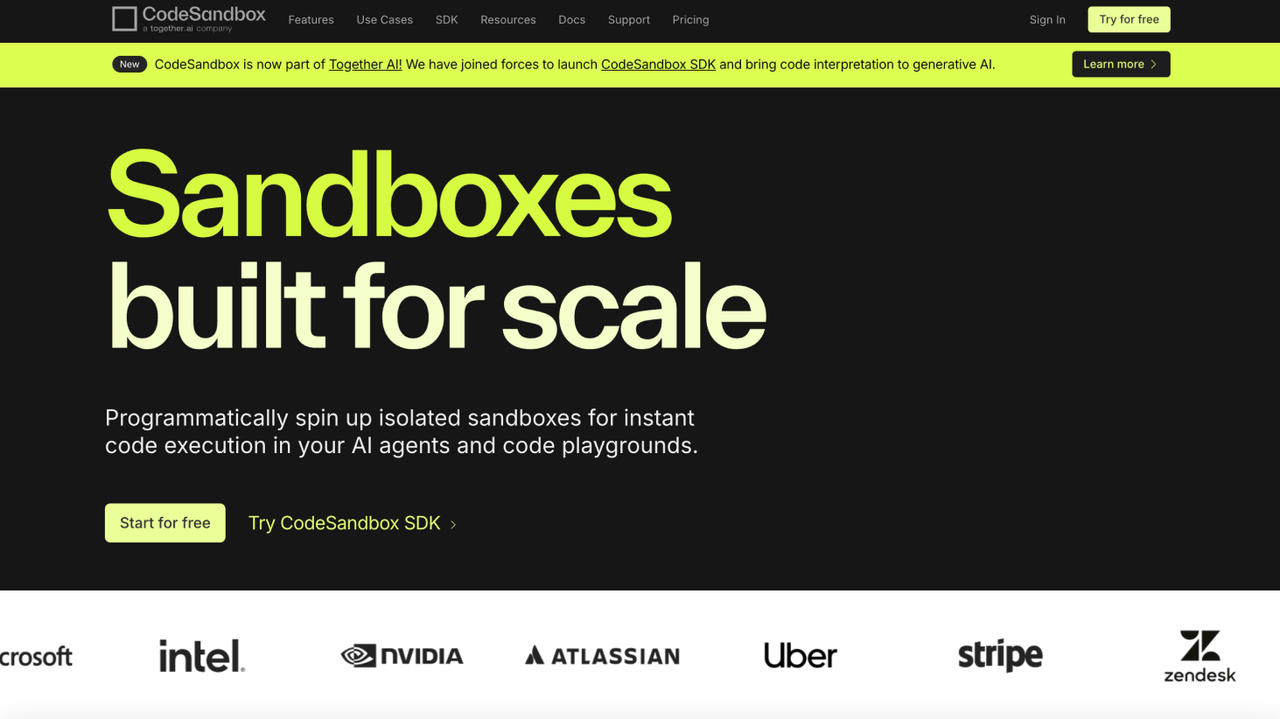 CodeSandbox
a together.ai company
Features Use Cases SDK Resources Docs Support Pricing Sign In Try for free
New CodeSandbox is now part of Together AI! We have joined forces to launch CodeSandbox SDK and bring code interpretation to generative AI. Learn more
Sandboxes
built for scale
Programmatically spin up isolated sandboxes for instant
code execution in your AI agents and code playgrounds.
Start for free Try CodeSandbox SDK
crosoft intel. NVIDIA ATLASSIAN Uber stripe zendesk